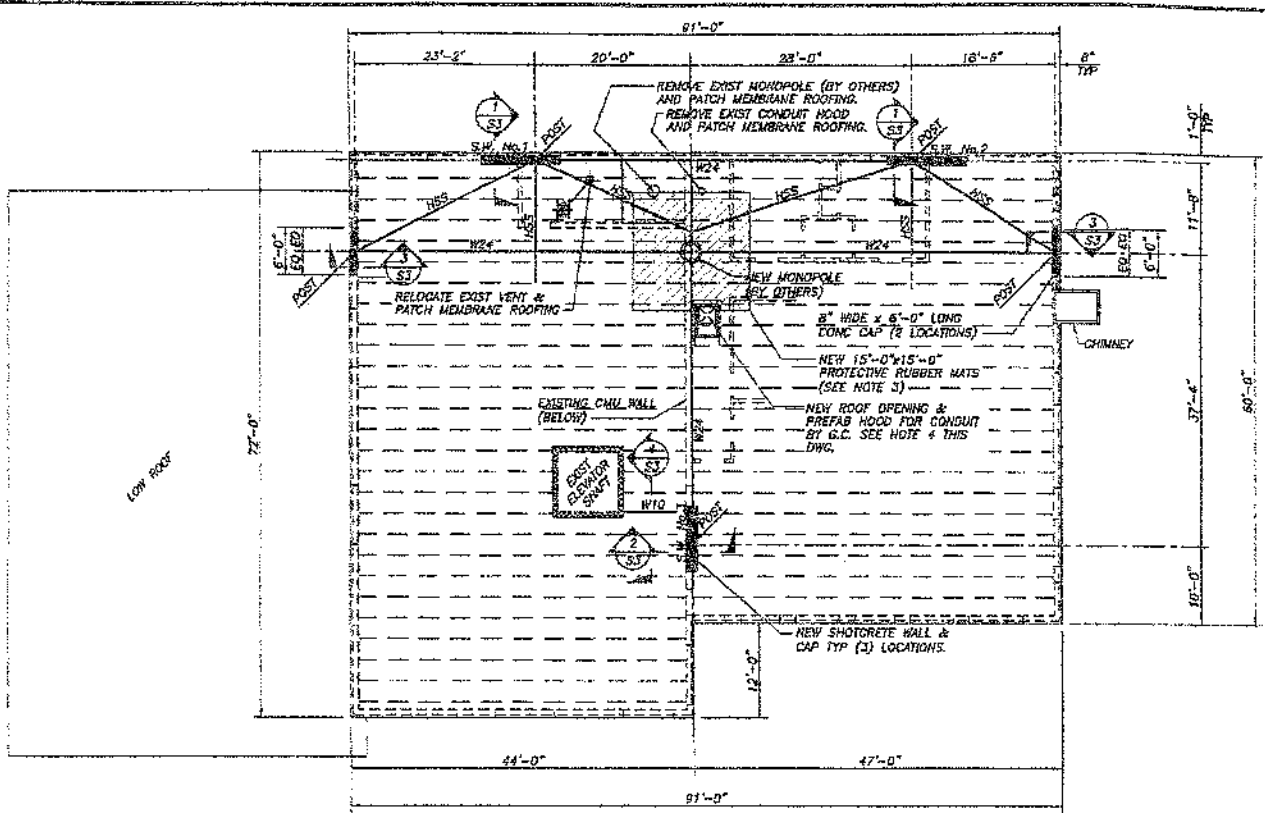 91'-0"
23'-2"
20'-0"
28'-0"
8"
TYP
REMOVE EXIST MONOPOLE (BY OTHERS)
AND PATCH MEMBRANE ROOFING.
REMOVE EXIST CONDUIT HOOD
AND PATCH MEMBRANE ROOFING.
1
S3
POST
1
S3
POST
1'-0"
TYP
S.W. No.1
S.W. No.2
W24
HSS
HSS
HSS
HSS
HSS
HSS
11'-8"
6'-0"
EQ EQ
W24
W24
3
S3
3
S3
EQ EQ
6'-0"
POST
POST
NEW MONOPOLE
(BY OTHERS)
RELOCATE EXIST VENT &
PATCH MEMBRANE ROOFING
8" WIDE x 6'-0" LONG
CONC CAP (2 LOCATIONS)
CHIMNEY
NEW 15'-0"x15'-0"
PROTECTIVE RUBBER MATS
(SEE NOTE 3)
EXISTING CMU WALL
(BELOW)
NEW ROOF OPENING &
PREFAB HOOD FOR CONDUIT
BY G.C. SEE NOTE 4 THIS
DWG.
W24
37'-4"
60'-0"
72'-0"
LOW ROOF
EXIST
ELEVATOR
SHAFT
4
S3
W10
POST
2
S3
10'-0"
NEW SHOTCRETE WALL &
CAP TYP (3) LOCATIONS.
12'-0"
44'-0"
47'-0"
91'-0"